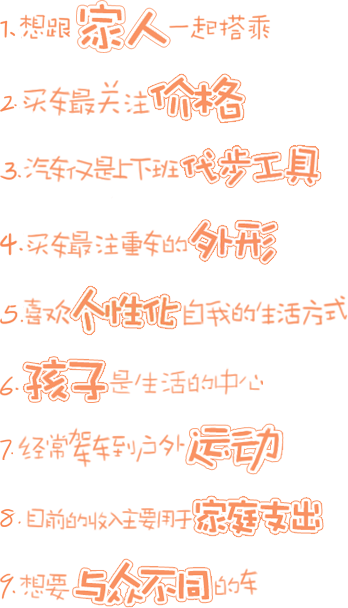 1、想跟家人一起搭乘
2.买车最关注价格
3.汽车仅是上下班代步工具
4.买车最注重车的外形
5.喜欢个性化自我的生活方式
6.孩子是生活的中心
7.经常驾车到户外运动
8.目前的收入主要用于家庭支出
9.想要与众不同的车